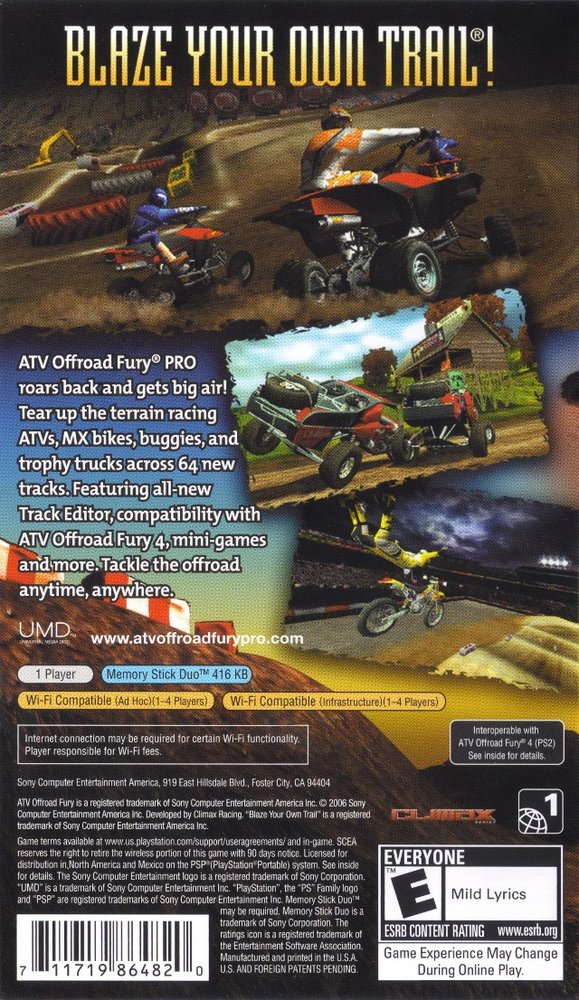 BLAZE YOUR OWN TRAIL®!
ATV Offroad Fury® PRO
roars back and gets big air!
Tear up the terrain racing
ATVs, MX bikes, buggies, and
trophy trucks across 64 new
tracks. Featuring all-new
Track Editor, compatibility with
ATV Offroad Fury 4, mini-games
and more. Tackle the offroad
anytime, anywhere.
UMD™
UNIVERSAL MEDIA DISC
www.atvoffroadfurypro.com
1 Player
Memory Stick Duo™ 416 KB
Wi-Fi Compatible (Ad Hoc)(1–4 Players)
Wi-Fi Compatible (Infrastructure)(1–4 Players)
Internet connection may be required for certain Wi-Fi functionality.
Player responsible for Wi-Fi fees.
Interoperable with
ATV Offroad Fury® 4 (PS2)
See inside for details.
Sony Computer Entertainment America, 919 East Hillsdale Blvd., Foster City, CA 94404
ATV Offroad Fury is a registered trademark of Sony Computer Entertainment America Inc. © 2006 Sony
Computer Entertainment America Inc. Developed by Climax Racing. "Blaze Your Own Trail" is a registered
trademark of Sony Computer Entertainment America Inc.
Game terms available at www.us.playstation.com/support/useragreements/ and in-game. SCEA
reserves the right to retire the wireless portion of this game with 90 days notice. Licensed for
distribution in North America and Mexico on the PSP®(PlayStation®Portable) system. See inside
for details. The Sony Computer Entertainment logo is a registered trademark of Sony Corporation.
"UMD" is a trademark of Sony Computer Entertainment Inc. "PlayStation", the "PS" Family logo
and "PSP" are registered trademarks of Sony Computer Entertainment Inc. Memory Stick Duo™
may be required. Memory Stick Duo is a
trademark of Sony Corporation. The
ratings icon is a registered trademark of
the Entertainment Software Association.
Manufactured and printed in the U.S.A.
U.S. AND FOREIGN PATENTS PENDING.
CLIMAX
RACING
1
EVERYONE
E
Mild Lyrics
ESRB CONTENT RATING www.esrb.org
Game Experience May Change
During Online Play.
7 11719 86482 0